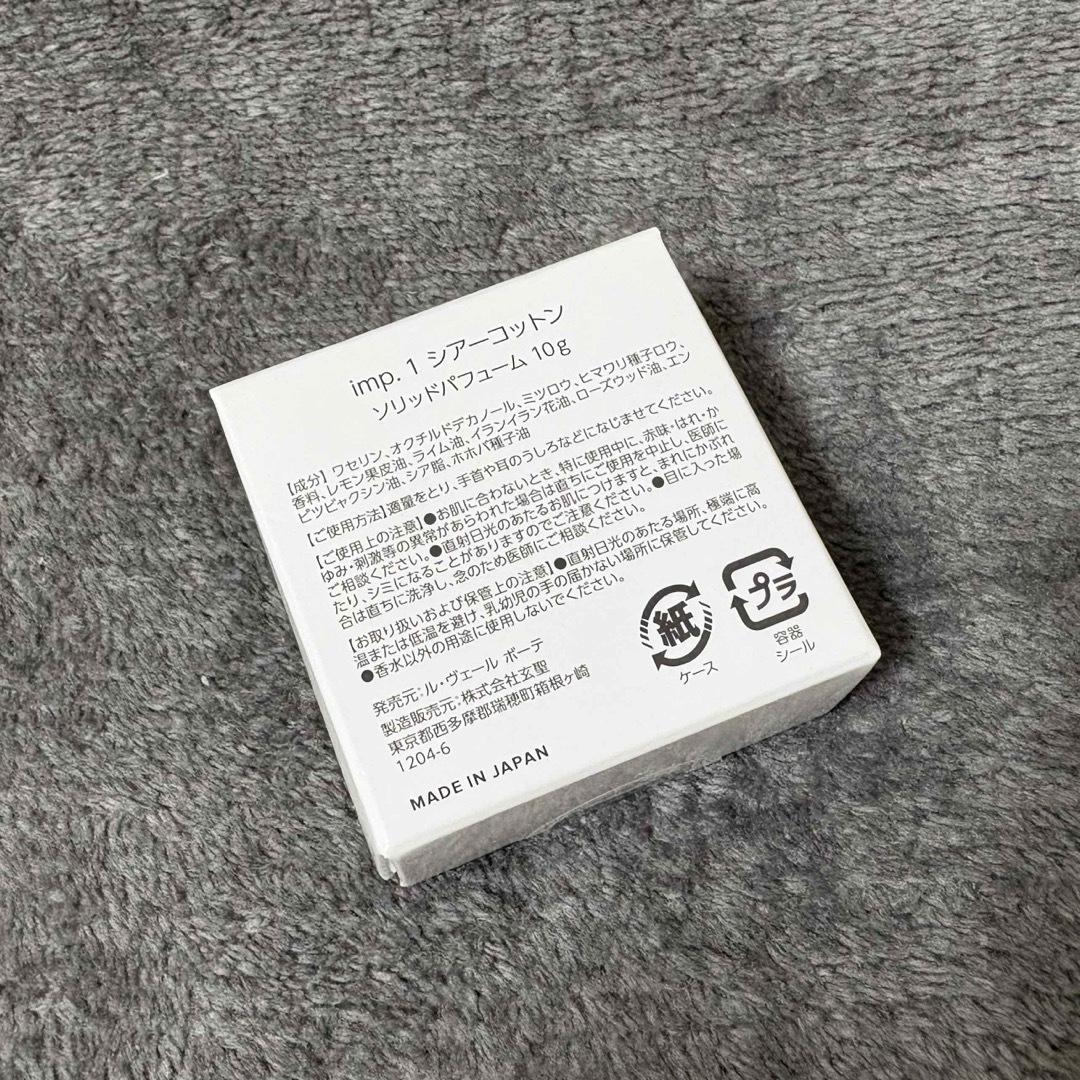 imp. 1 シアーコットン
ソリッドパフューム 10g
【成分】ワセリン、オクチルドデカノール、ミツロウ、ヒマワリ種子ロウ、
香料、レモン果皮油、ライム油、イランイラン花油、ローズウッド油、エン
ピツビャクシン油、シア脂、ホホバ種子油
【ご使用方法】適量をとり、手首や耳のうしろなどになじませてください。
【ご使用上の注意】●お肌に合わないとき、特に使用中に、赤味・はれ・か
ゆみ・刺激等の異常があらわれた場合は直ちにご使用を中止し、医師に
ご相談ください。●直射日光のあたるお肌につけますと、まれにかぶれ
たり、シミになることがありますのでご注意ください。●目に入った場
合は直ちに洗浄し、念のため医師にご相談ください。
【お取り扱いおよび保管上の注意】●直射日光のあたる場所、極端に高
温または低温を避け、乳幼児の手の届かない場所に保管してください。
●香水以外の用途に使用しないでください。
発売元:ル・ヴェール ボーテ
製造販売元:株式会社玄聖
東京都西多摩郡瑞穂町箱根ヶ崎
1204-6
MADE IN JAPAN
紙
ケース
プラ
容器
シール